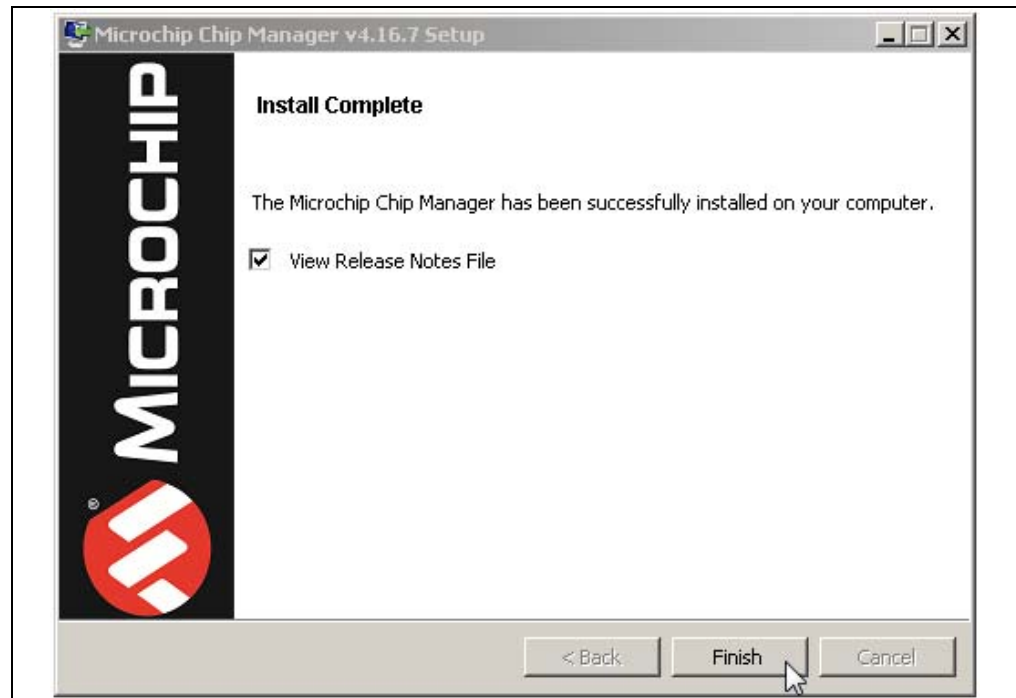 Microchip Chip Manager v4.16.7 Setup
MICROCHIP
®
Install Complete
The Microchip Chip Manager has been successfully installed on your computer.
View Release Notes File
< Back
Finish
Cancel